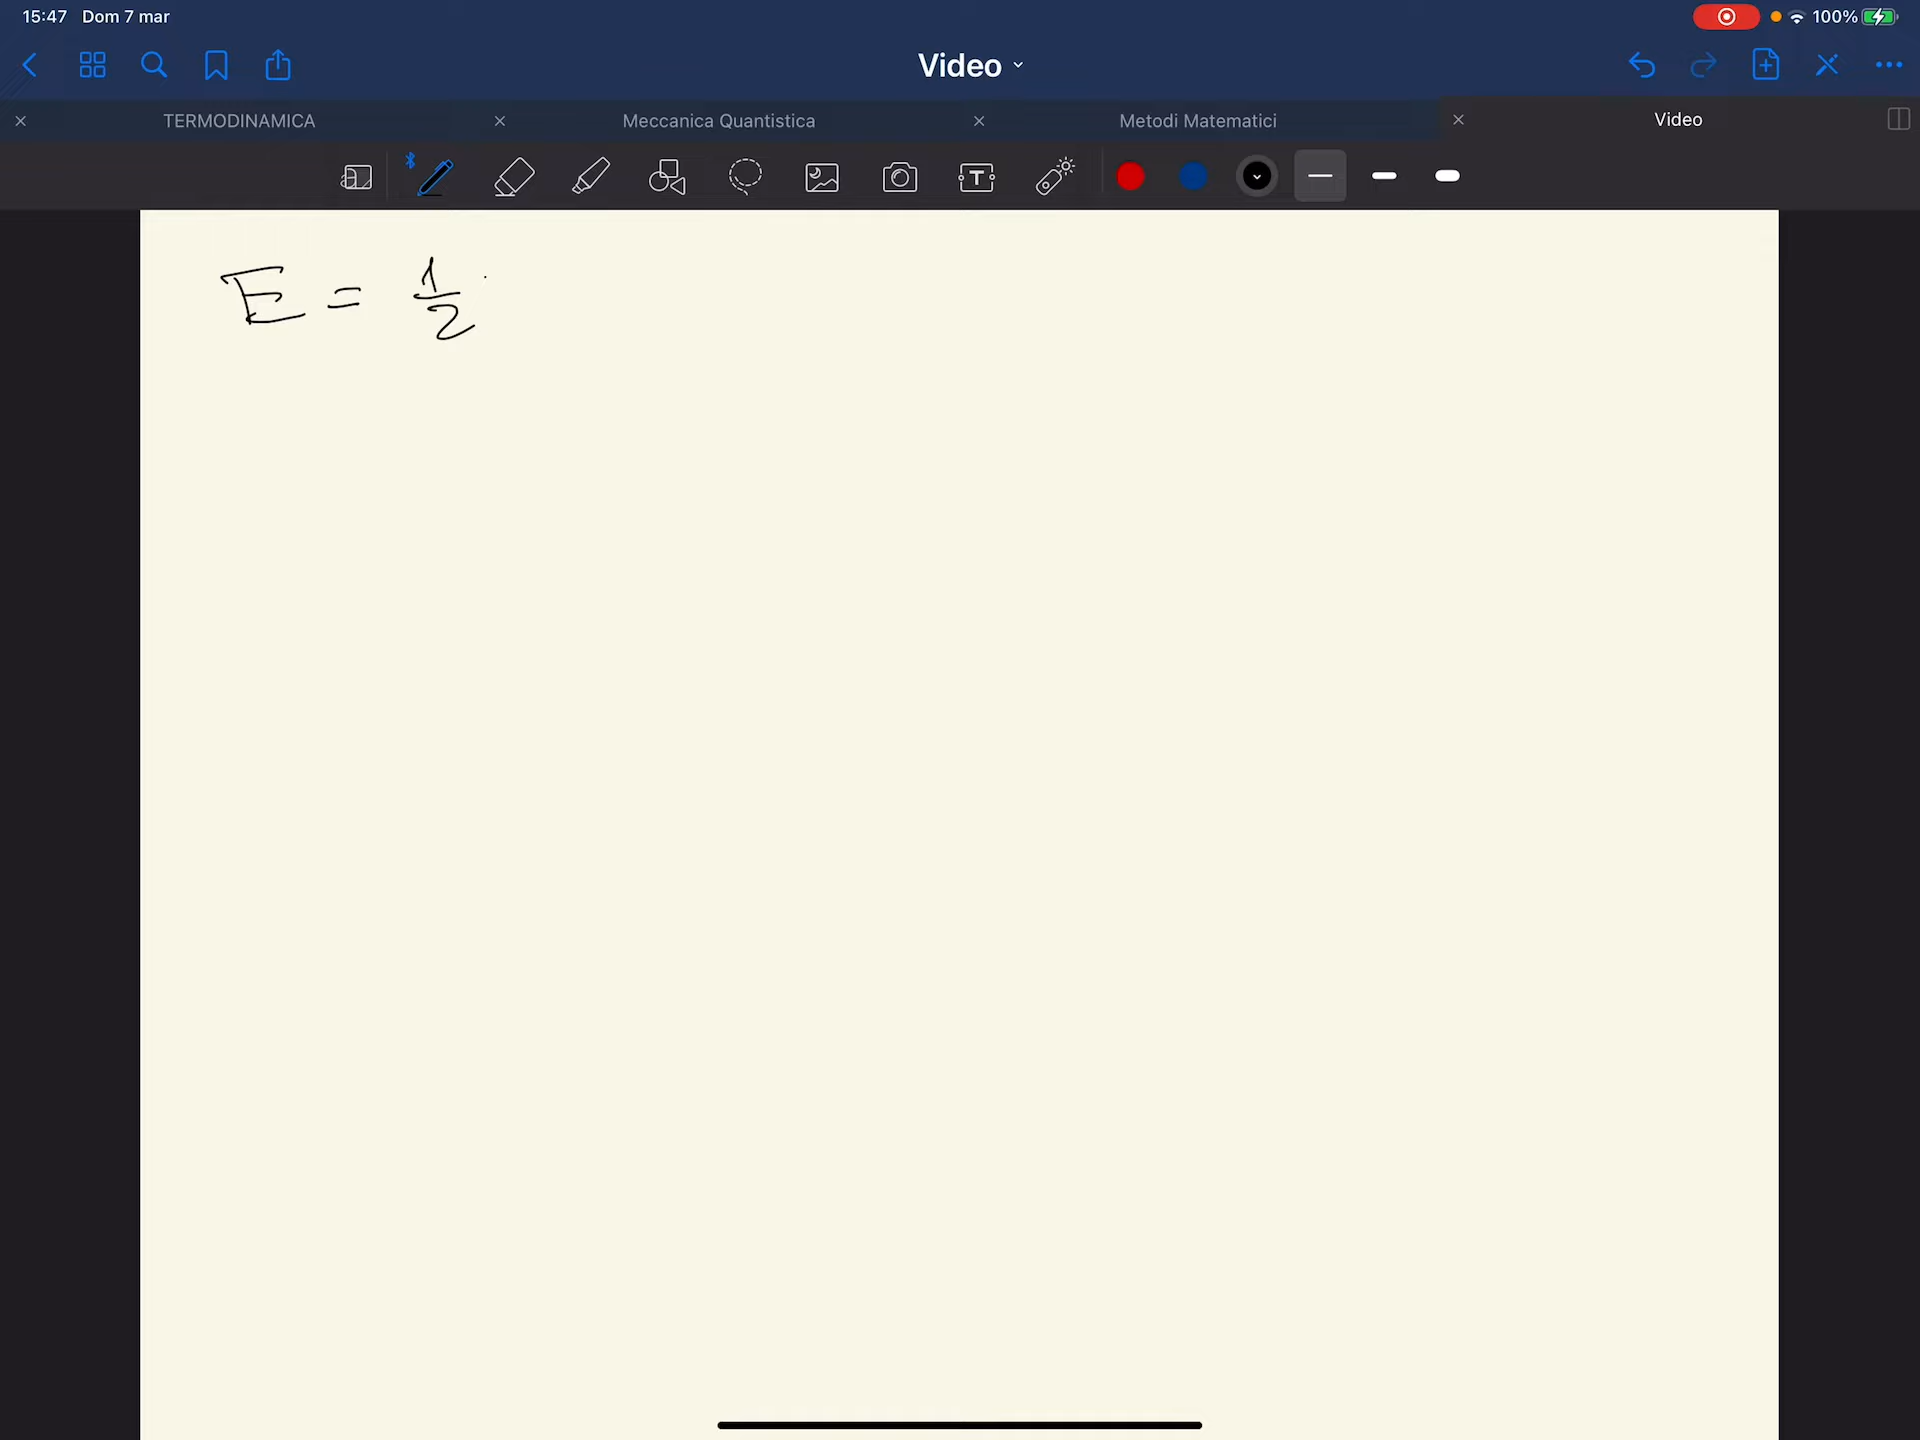 15:47 Dom 7 mar 100%
Video
TERMODINAMICA Meccanica Quantistica Metodi Matematici Video
E = 1/2